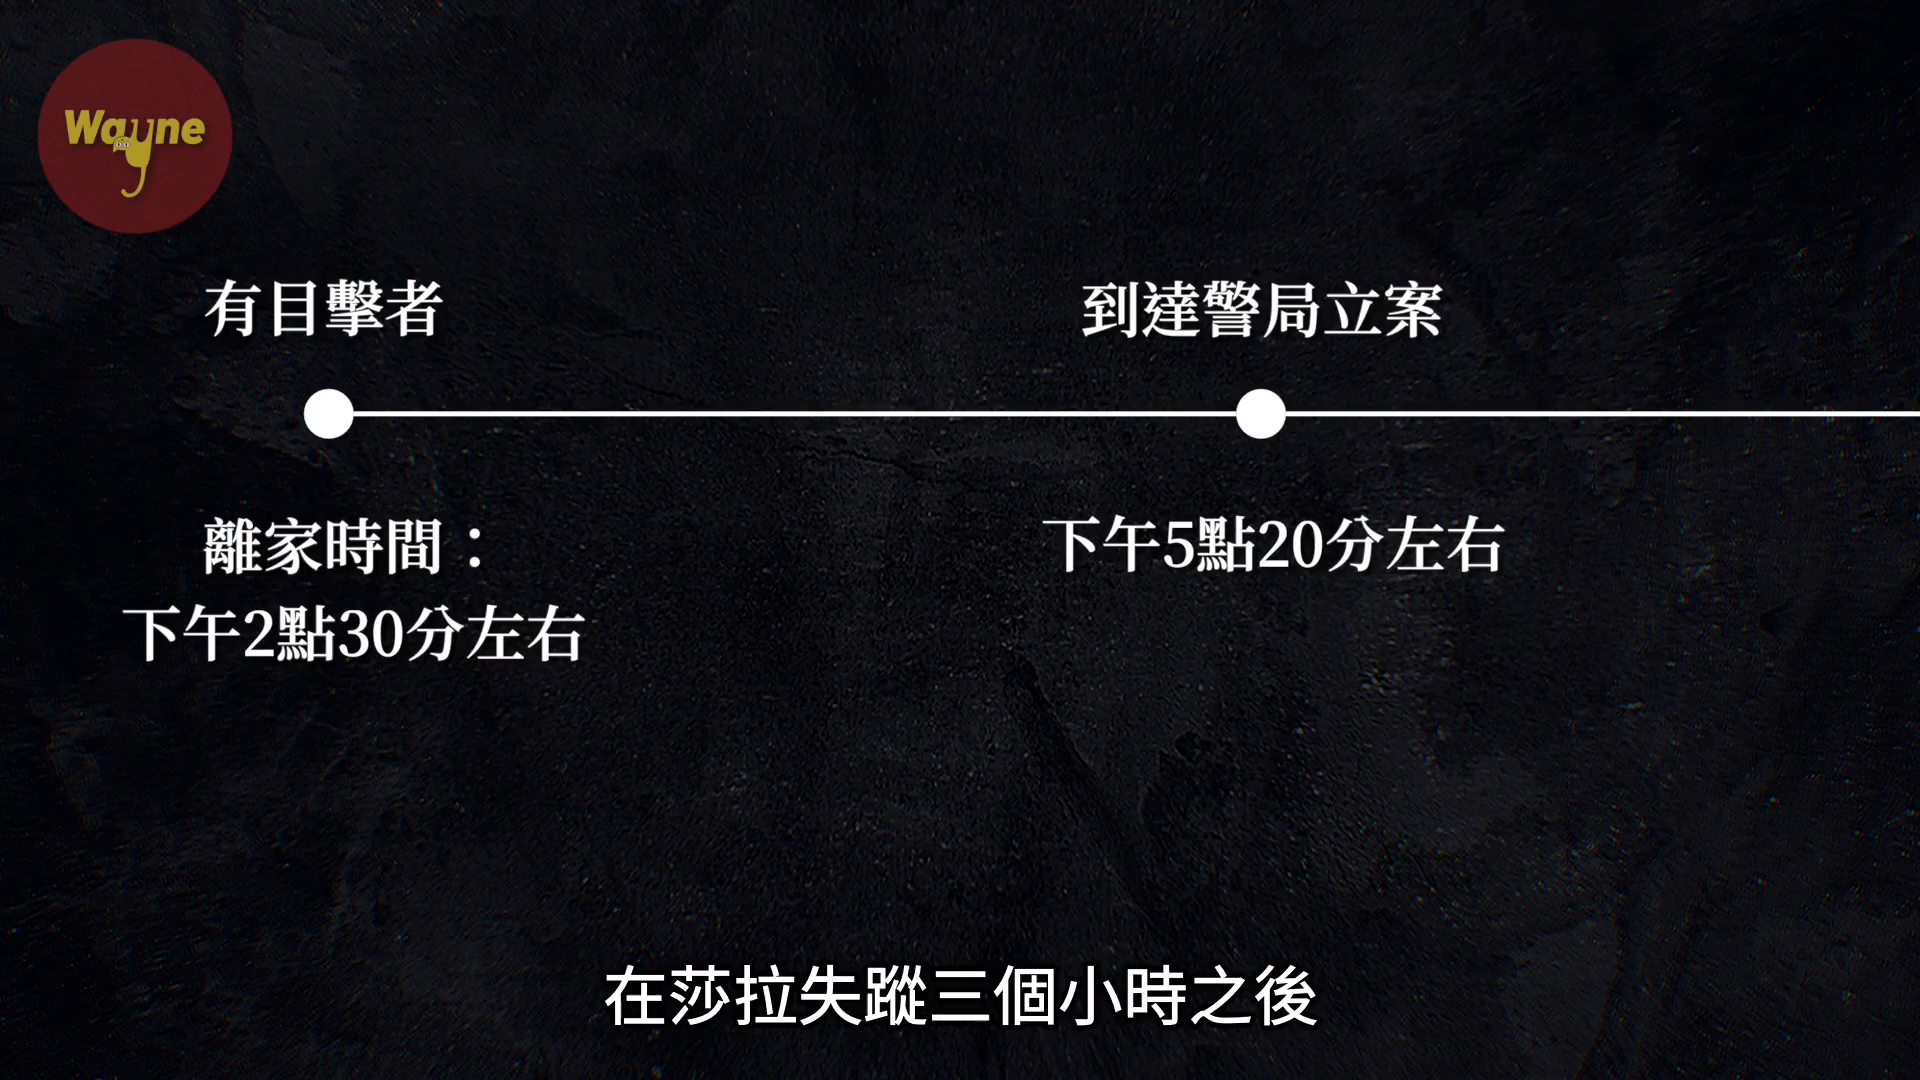 Wayne
有目擊者
到達警局立案
離家時間：
下午2點30分左右
下午5點20分左右
在莎拉失蹤三個小時之後